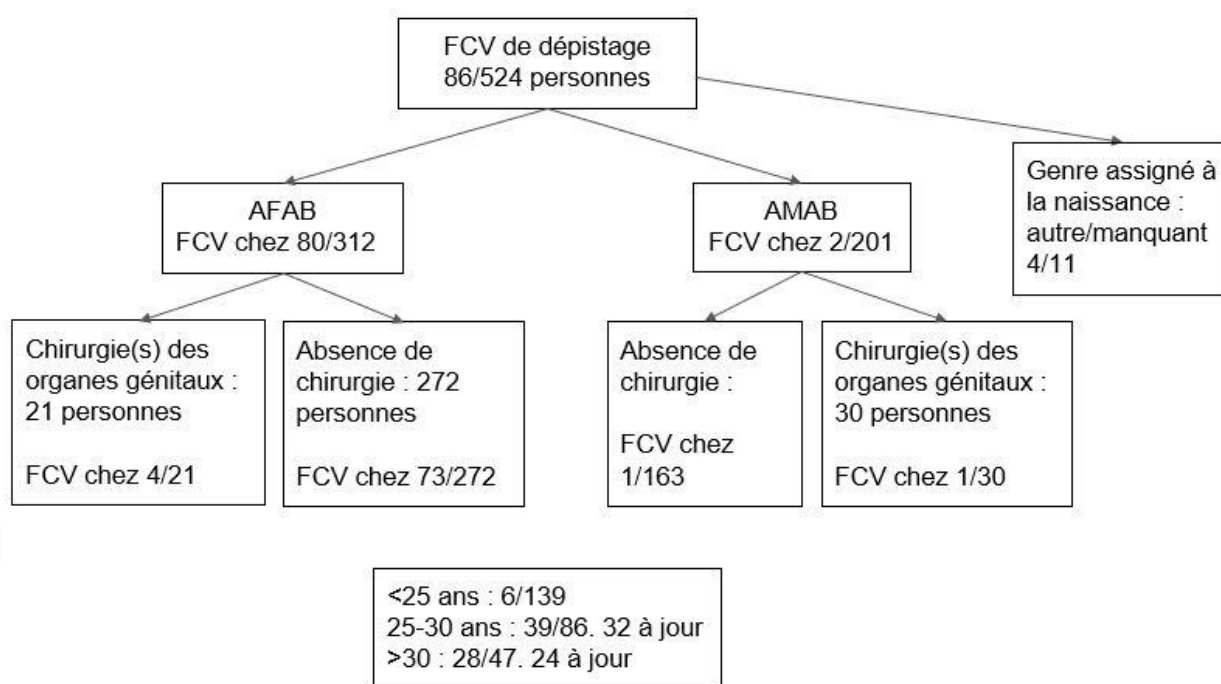 FCV de dépistage
86/524 personnes
Genre assigné à
la naissance :
autre/manquant
4/11
AFAB
FCV chez 80/312
AMAB
FCV chez 2/201
Chirurgie(s) des
organes génitaux :
21 personnes
FCV chez 4/21
Absence de
chirurgie : 272
personnes
FCV chez 73/272
Absence de
chirurgie :
FCV chez
1/163
Chirurgie(s) des
organes génitaux :
30 personnes
FCV chez 1/30
<25 ans : 6/139
25-30 ans : 39/86. 32 à jour
>30 : 28/47. 24 à jour